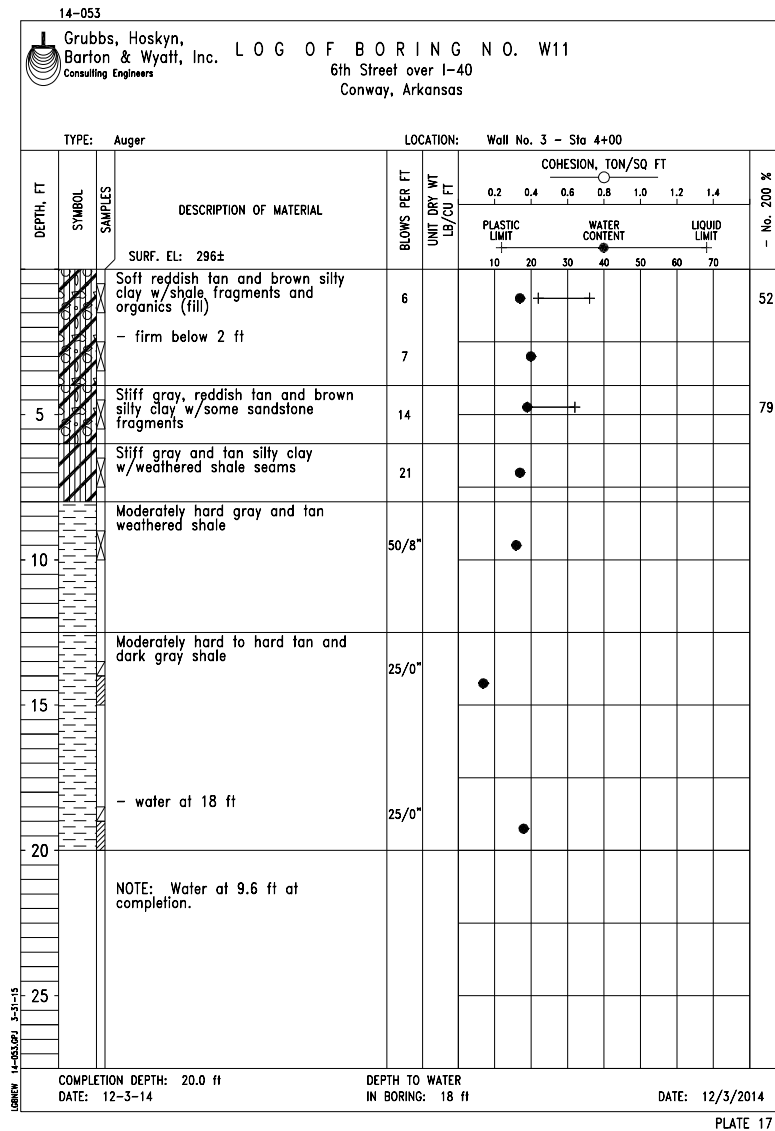 14-053
Grubbs, Hoskyn,
Barton & Wyatt, Inc.
Consulting Engineers
LOG OF BORING NO. W11
6th Street over I-40
Conway, Arkansas
TYPE: Auger
LOCATION: Wall No. 3 - Sta 4+00
DEPTH, FT
SYMBOL
SAMPLES
DESCRIPTION OF MATERIAL
SURF. EL: 296±
BLOWS PER FT
UNIT DRY WT
LB/CU FT
COHESION, TON/SQ FT
0.2 0.4 0.6 0.8 1.0 1.2 1.4
PLASTIC LIMIT
WATER CONTENT
LIQUID LIMIT
10 20 30 40 50 60 70
- No. 200 %
Soft reddish tan and brown silty
clay w/shale fragments and
organics (fill)
6
52
- firm below 2 ft
7
Stiff gray, reddish tan and brown
silty clay w/some sandstone
fragments
5
14
79
Stiff gray and tan silty clay
w/weathered shale seams
21
Moderately hard gray and tan
weathered shale
50/8"
10
Moderately hard to hard tan and
dark gray shale
25/0"
15
- water at 18 ft
25/0"
20
NOTE: Water at 9.6 ft at
completion.
25
LGBNEW 14-053.GPJ 3-31-15
COMPLETION DEPTH: 20.0 ft
DATE: 12-3-14
DEPTH TO WATER
IN BORING: 18 ft
DATE: 12/3/2014
PLATE 17